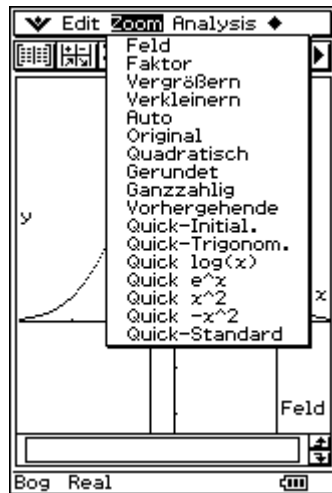 Edit Zoom Analysis ◆
Feld
Faktor
Vergrößern
Verkleinern
Auto
Original
Quadratisch
Gerundet
Ganzzahlig
Vorhergehende
Quick-Initial.
Quick-Trigonom.
Quick log(x)
Quick e^x
Quick x^2
Quick -x^2
Quick-Standard
y
x
Feld
Bog Real